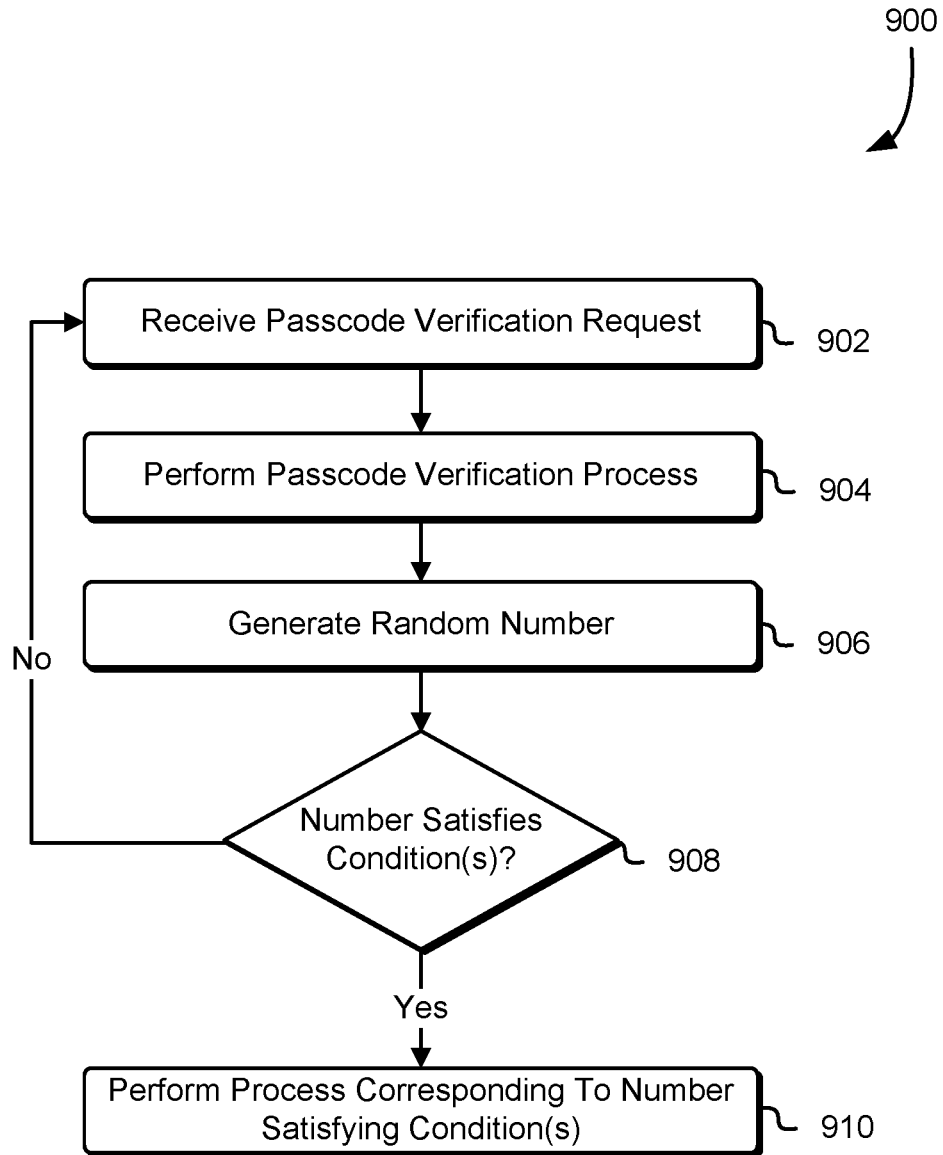 900
Receive Passcode Verification Request
902
Perform Passcode Verification Process
904
Generate Random Number
906
No
Number Satisfies
Condition(s)?
908
Yes
Perform Process Corresponding To Number
Satisfying Condition(s)
910